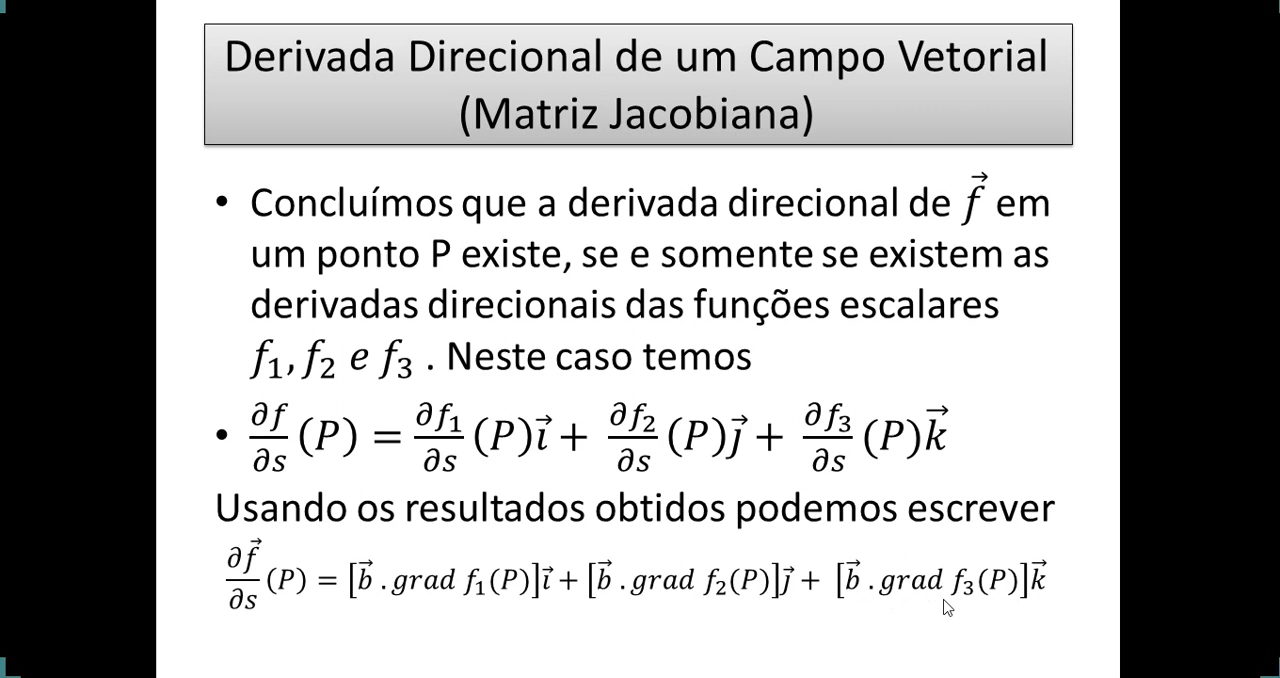 Derivada Direcional de um Campo Vetorial
(Matriz Jacobiana)
• Concluímos que a derivada direcional de f⃗ em
um ponto P existe, se e somente se existem as
derivadas direcionais das funções escalares
f₁, f₂ e f₃ . Neste caso temos
• ∂f/∂s (P) = ∂f₁/∂s (P)i⃗ + ∂f₂/∂s (P)j⃗ + ∂f₃/∂s (P)k⃗
Usando os resultados obtidos podemos escrever
∂f⃗/∂s (P) = [b⃗ . grad f₁(P)]i⃗ + [b⃗ . grad f₂(P)]j⃗ + [b⃗ . grad f₃(P)]k⃗